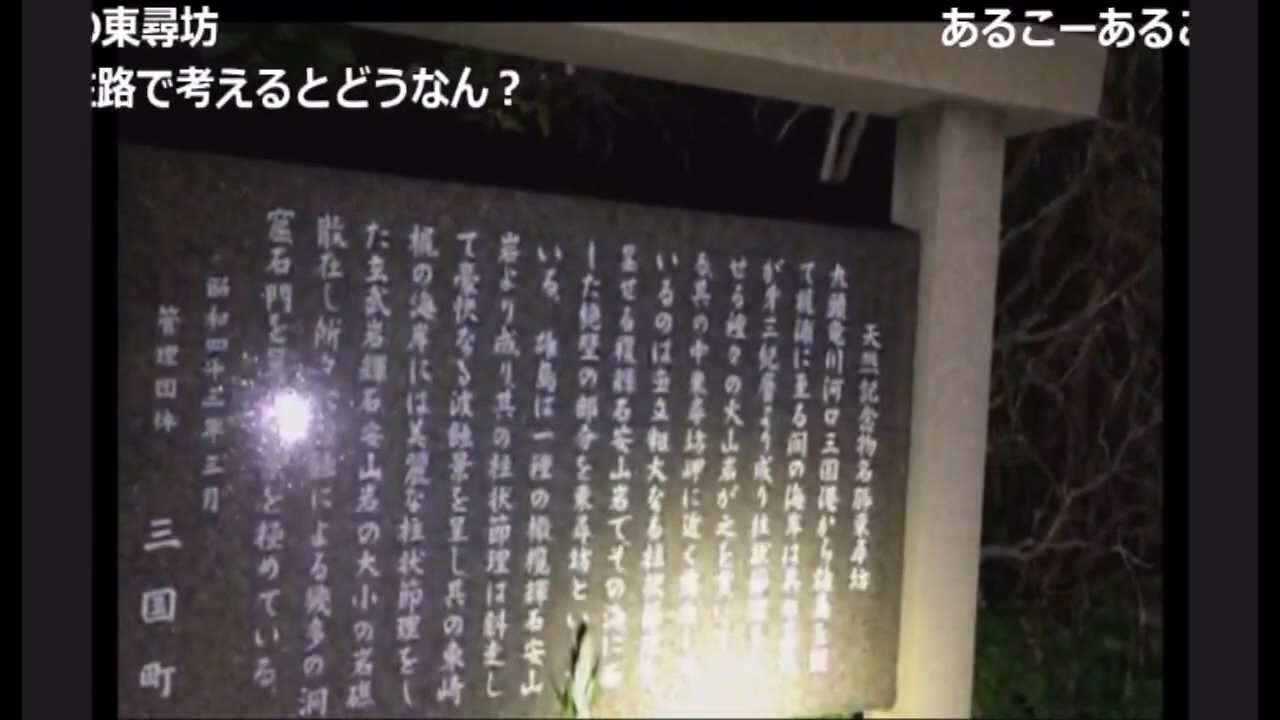 の東尋坊
あるこーあるこ
路で考えるとどうなん？
天然記念物名勝東尋坊
九頭竜川河口三国港から雄島を
て梶浦に至る間の海岸は其の
が第三紀層より成り柱状
せる種々の火山岩が之を貫
其の中東尋坊岬に近く
いるのは並立粗大なる柱状
呈せる複輝石安山岩でその海に面
した絶壁の部分を東尋坊とい
いる。雄島は一種の橄欖輝石安山
岩より成り其の柱状節理は斜走し
て豪快なる波蝕景を呈し其の東崎
梶の海岸には美麗な柱状節理をし
た玄武岩輝石安山岩の大小の岩礁
散在し所々に による幾多の洞
窟石門を を極めている。
昭和四十三年三月
管理団体 三国町